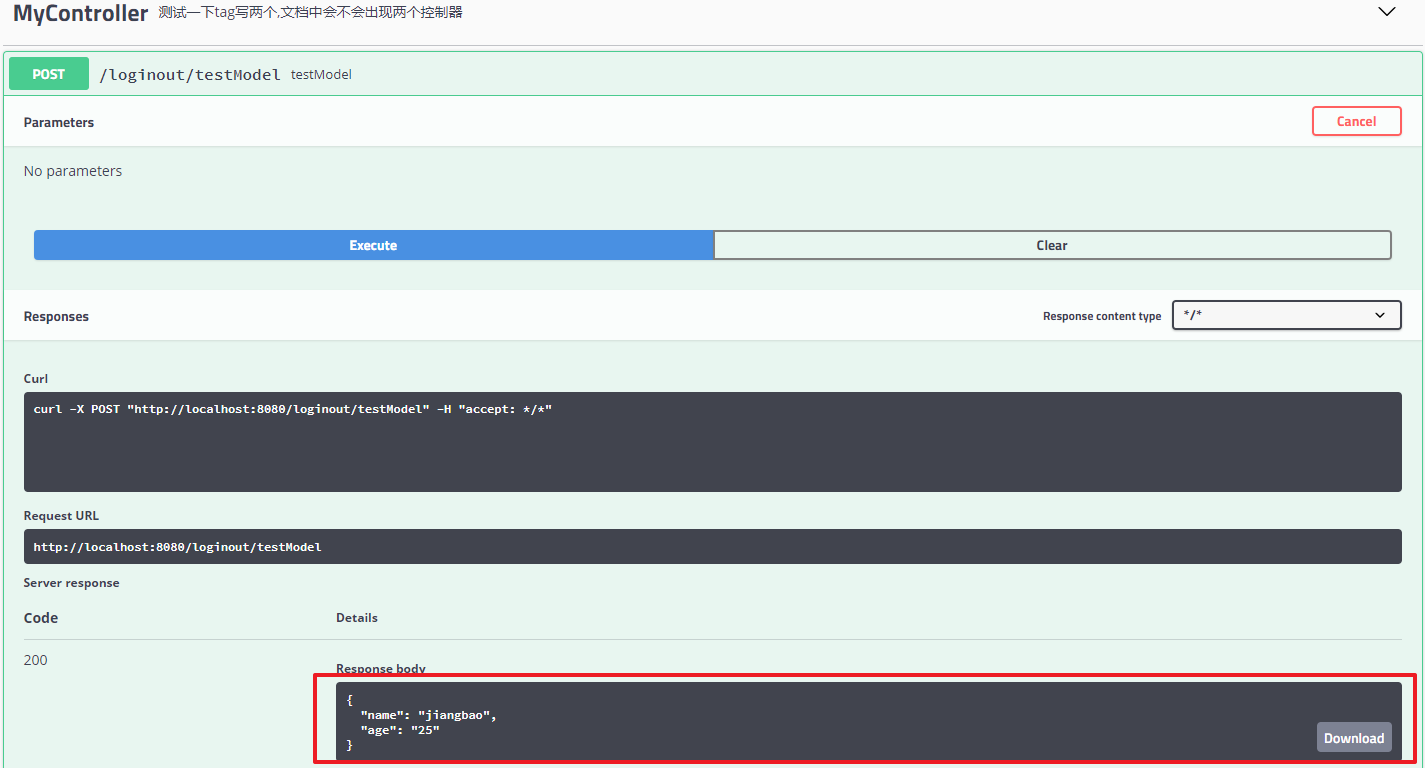 MyController 测试一下tag写两个,文档中会不会出现两个控制器
POST /loginout/testModel testModel
Parameters Cancel
No parameters
Execute Clear
Responses Response content type */*
Curl
curl -X POST "http://localhost:8080/loginout/testModel" -H "accept: */*"
Request URL
http://localhost:8080/loginout/testModel
Server response
Code Details
200
Response body
{
"name": "jiangbao",
"age": "25"
}
Download